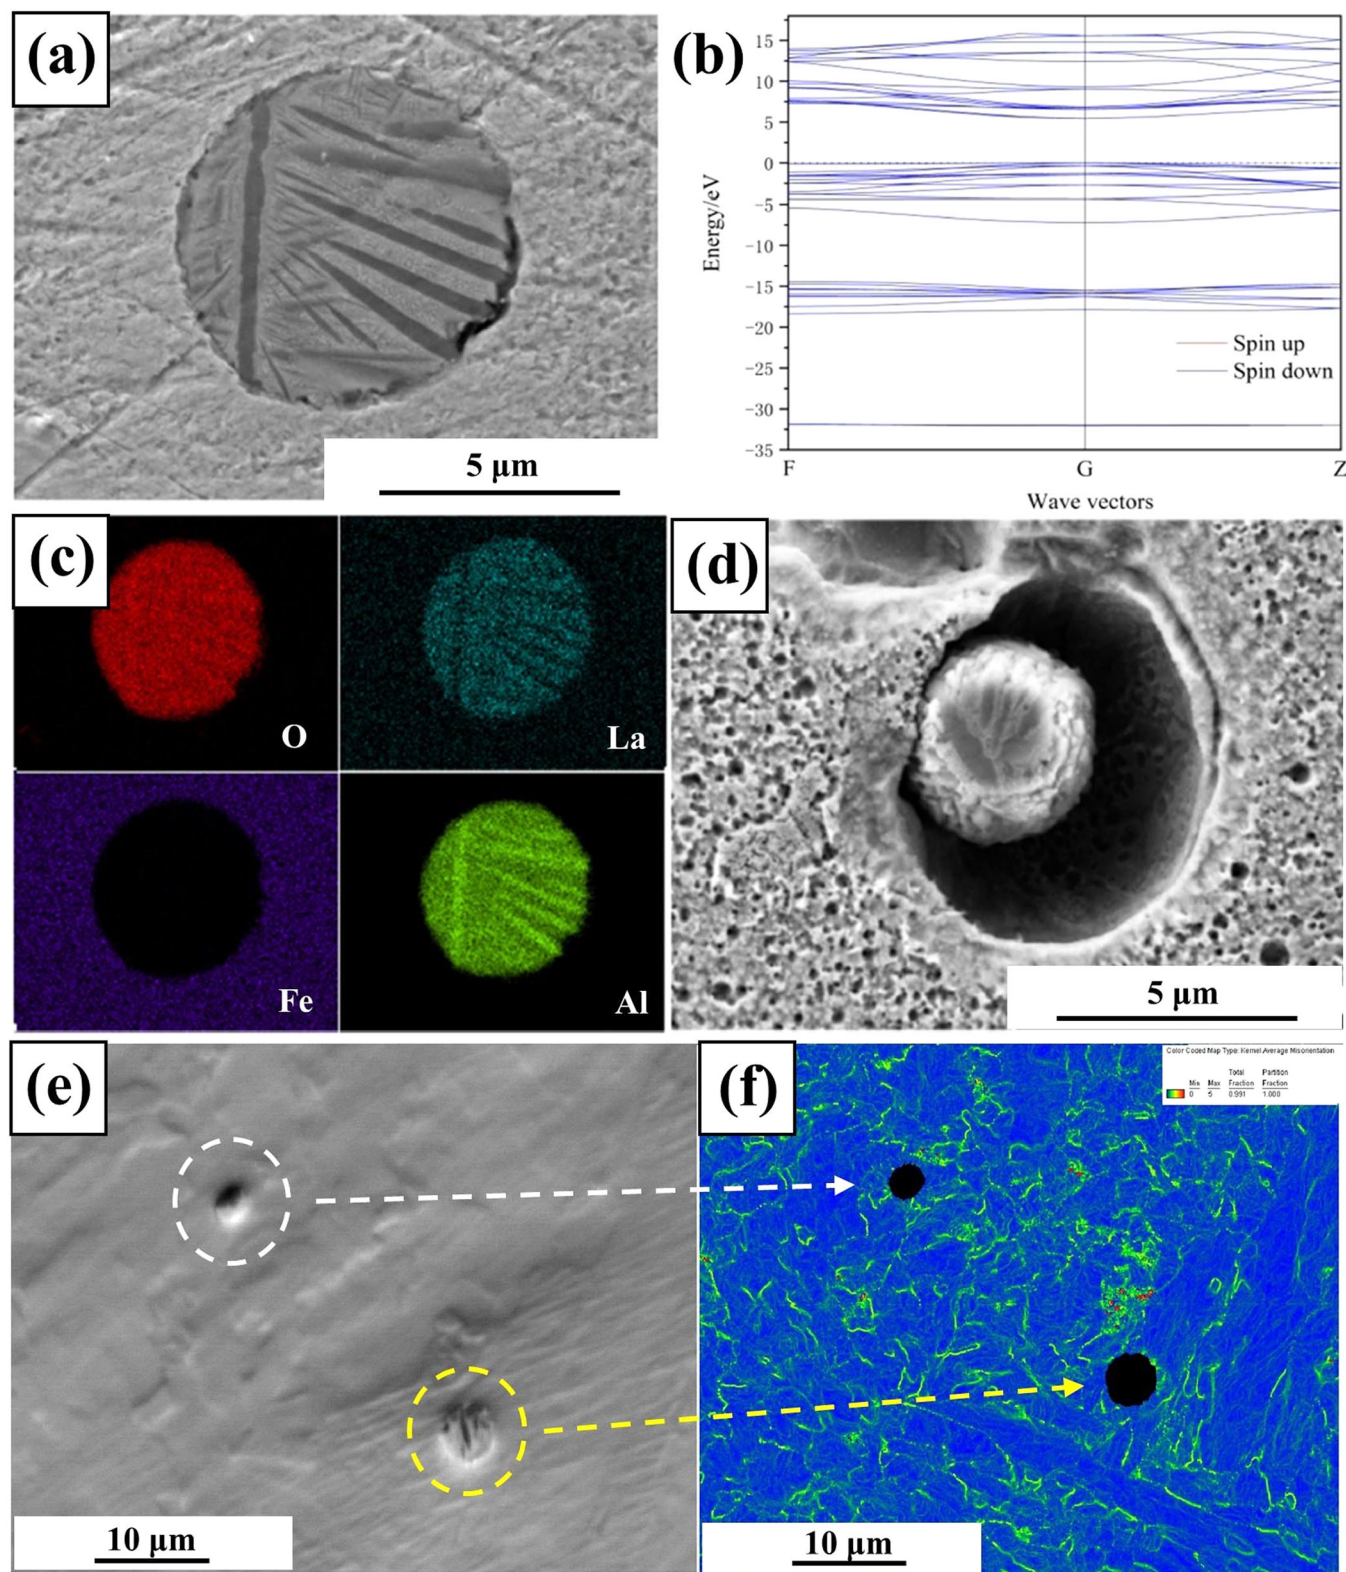 (a)
5 μm
(b)
15
10
5
0
−5
−10
−15
−20
−25
−30
−35
Energy/eV
Spin up
Spin down
F
G
Z
Wave vectors
(c)
O
La
Fe
Al
(d)
5 μm
(e)
10 μm
(f)
Color Coded Map Type: Kernel Average Misorientation
Total Partition
Min Max Fraction Fraction
0 5 0.991 1.000
10 μm